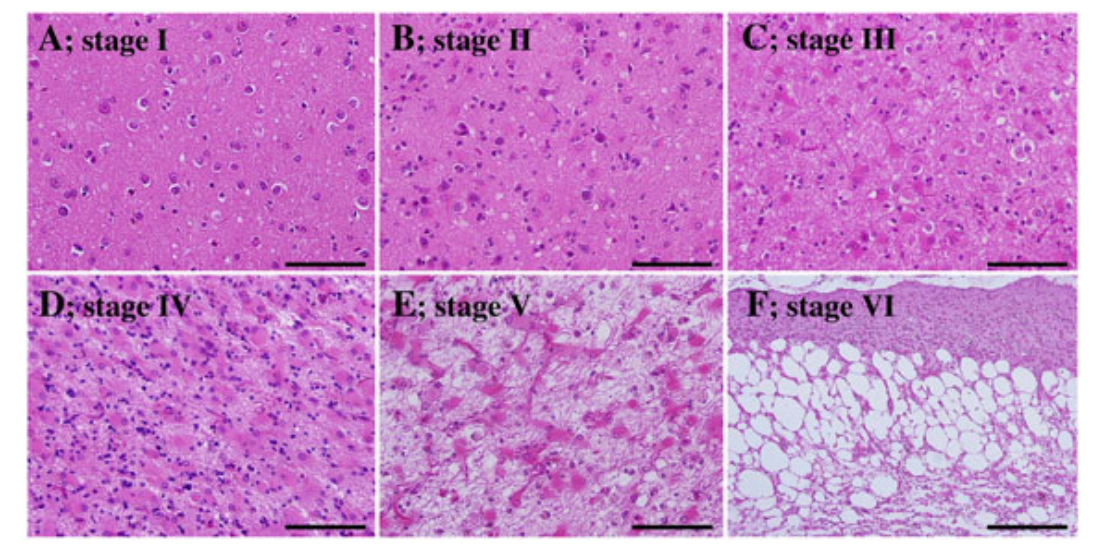 A; stage I
B; stage II
C; stage III
D; stage IV
E; stage V
F; stage VI